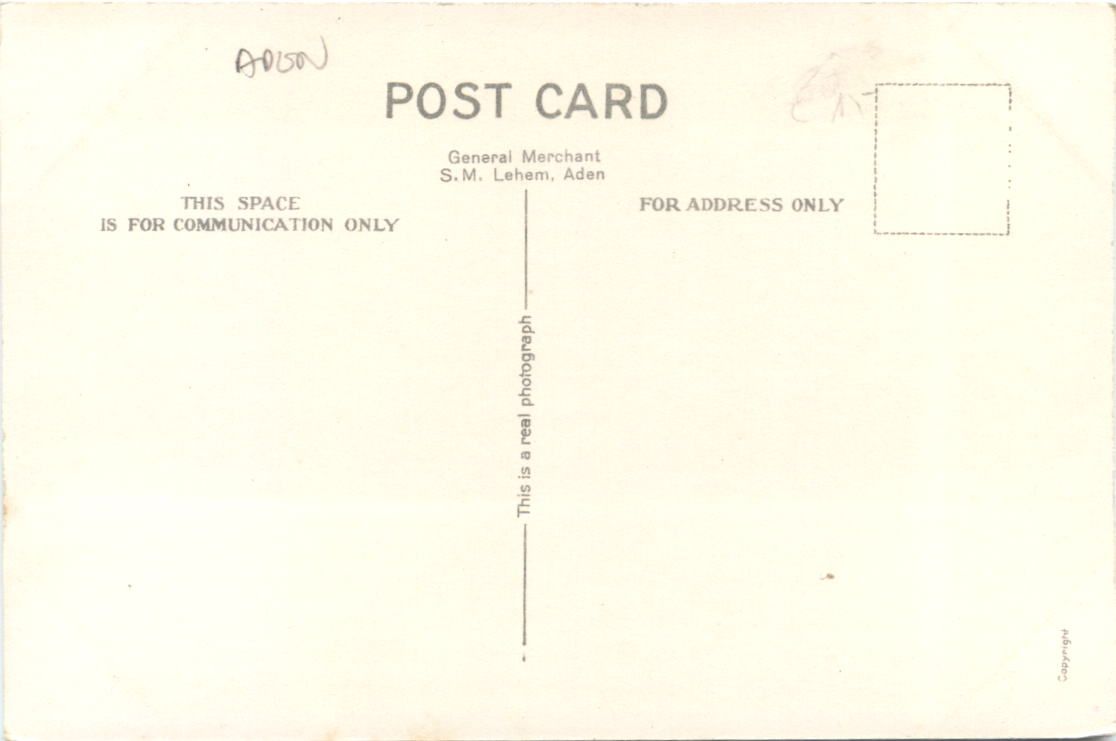 ADEN
POST CARD
General Merchant
S.M. Lehem, Aden
THIS SPACE
IS FOR COMMUNICATION ONLY
FOR ADDRESS ONLY
This is a real photograph
Copyright